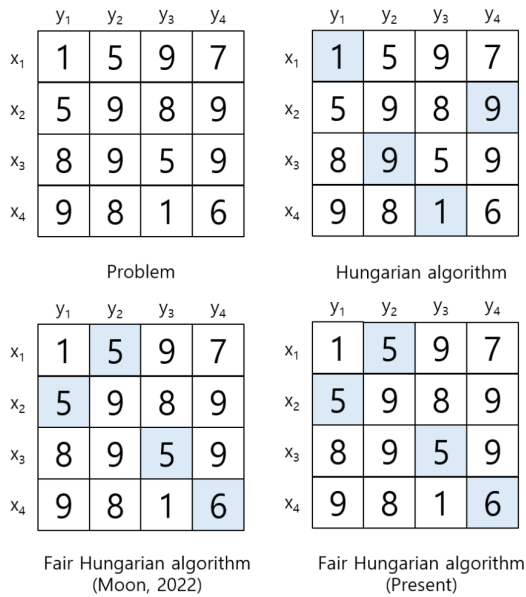 y₁ y₂ y₃ y₄
x₁ 1 5 9 7
x₂ 5 9 8 9
x₃ 8 9 5 9
x₄ 9 8 1 6
Problem
y₁ y₂ y₃ y₄
x₁ 1 5 9 7
x₂ 5 9 8 9
x₃ 8 9 5 9
x₄ 9 8 1 6
Hungarian algorithm
y₁ y₂ y₃ y₄
x₁ 1 5 9 7
x₂ 5 9 8 9
x₃ 8 9 5 9
x₄ 9 8 1 6
Fair Hungarian algorithm
(Moon, 2022)
y₁ y₂ y₃ y₄
x₁ 1 5 9 7
x₂ 5 9 8 9
x₃ 8 9 5 9
x₄ 9 8 1 6
Fair Hungarian algorithm
(Present)